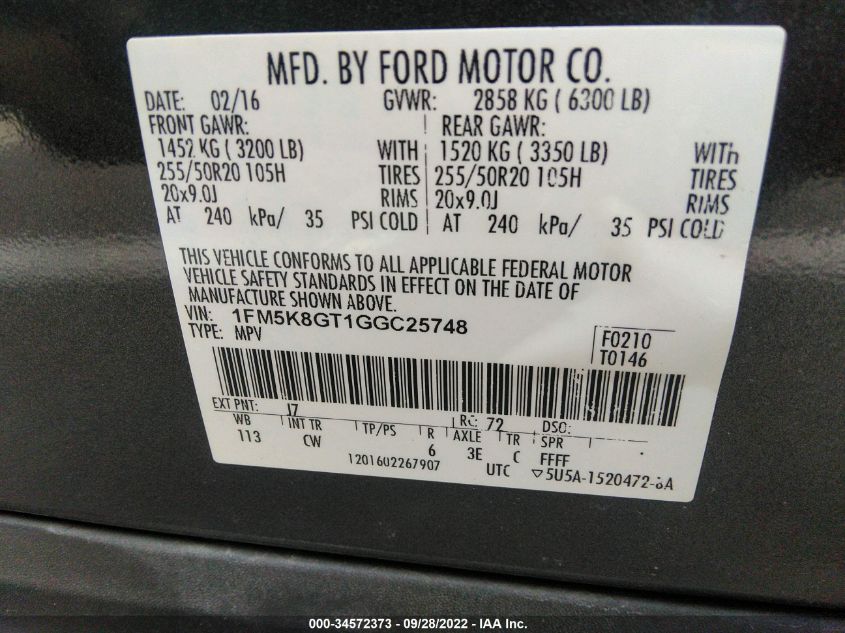 MFD. BY FORD MOTOR CO.
DATE: 02/16 GVWR: 2858 KG ( 6300 LB)
FRONT GAWR: REAR GAWR:
1452 KG ( 3200 LB) WITH 1520 KG ( 3350 LB) WITH
255/50R20 105H TIRES 255/50R20 105H TIRES
20x9.0J RIMS 20x9.0J RIMS
AT 240 kPa/ 35 PSI COLD AT 240 kPa/ 35 PSI COLD
THIS VEHICLE CONFORMS TO ALL APPLICABLE FEDERAL MOTOR
VEHICLE SAFETY STANDARDS IN EFFECT ON THE DATE OF
MANUFACTURE SHOWN ABOVE.
VIN: 1FM5K8GT1GGC25748
TYPE: MPV
F0210
T0146
EXT PNT: J7 RC: 72 DSO:
WB INT TR TP/PS R AXLE TR SPR
113 CW 6 3E C FFFF
1201602267907 UTC ▽5U5A-1520472-
000-34572373 - 09/28/2022 - IAA Inc.